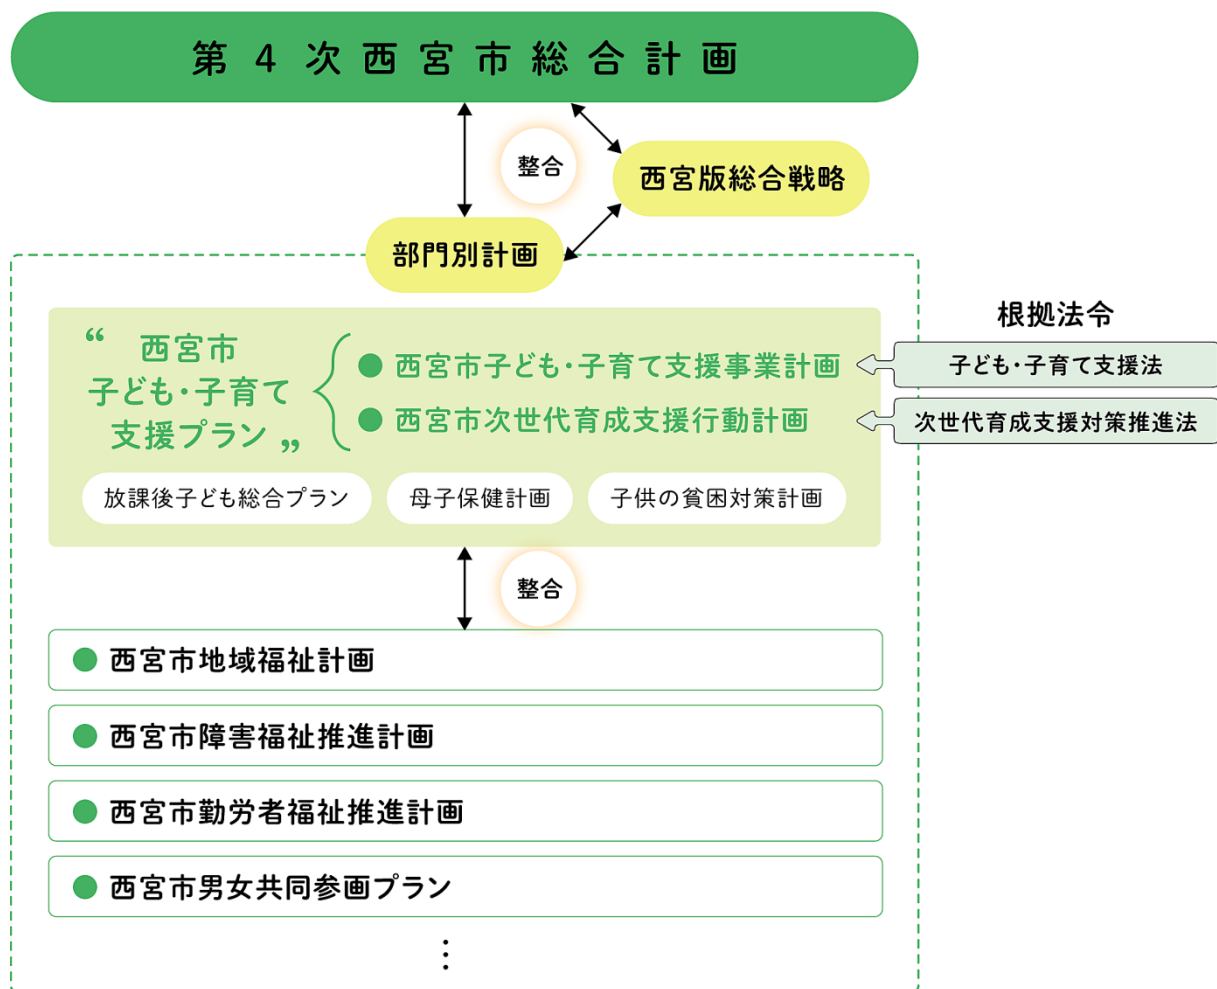 第4次西宮市総合計画
整合
西宮版総合戦略
部門別計画
根拠法令
“西宮市
子ども・子育て
支援プラン„
● 西宮市子ども・子育て支援事業計画
● 西宮市次世代育成支援行動計画
子ども・子育て支援法
次世代育成支援対策推進法
放課後子ども総合プラン
母子保健計画
子供の貧困対策計画
整合
● 西宮市地域福祉計画
● 西宮市障害福祉推進計画
● 西宮市勤労者福祉推進計画
● 西宮市男女共同参画プラン
⋮